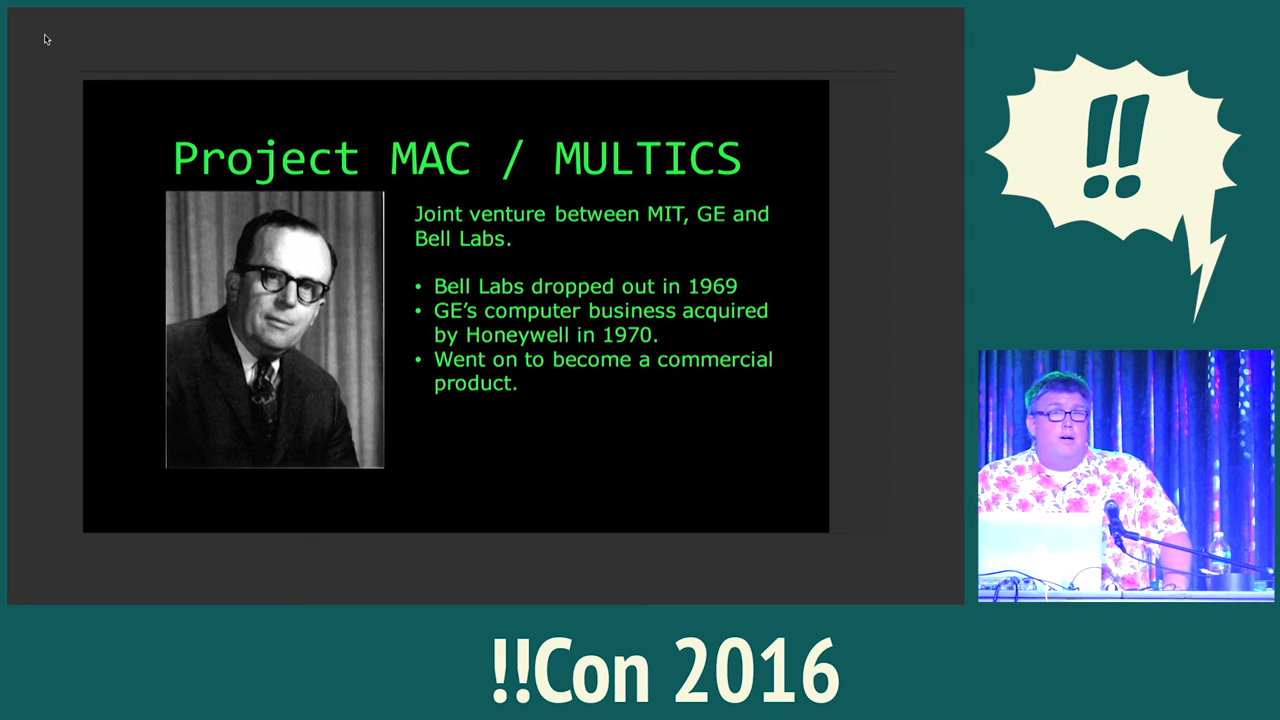 Project MAC / MULTICS
Joint venture between MIT, GE and
Bell Labs.
• Bell Labs dropped out in 1969
• GE’s computer business acquired
by Honeywell in 1970.
• Went on to become a commercial
product.
!!
!!Con 2016